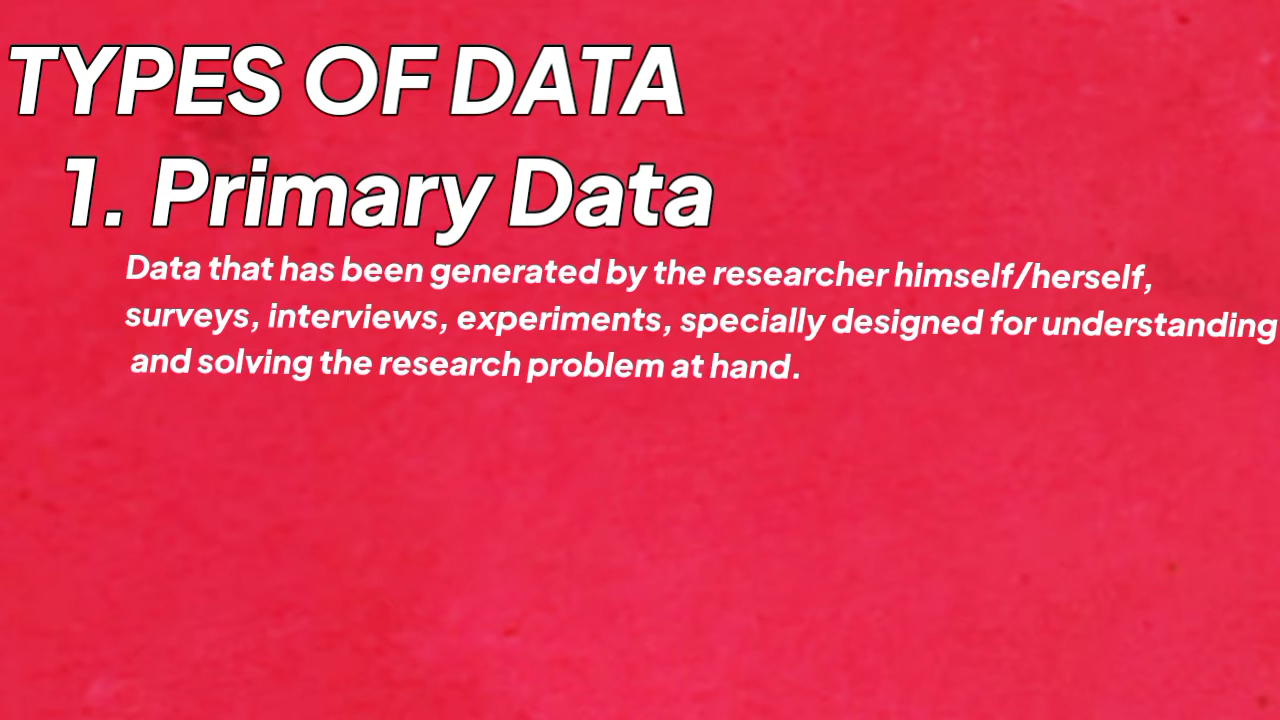 TYPES OF DATA
1. Primary Data
Data that has been generated by the researcher himself/herself,
surveys, interviews, experiments, specially designed for understanding
and solving the research problem at hand.